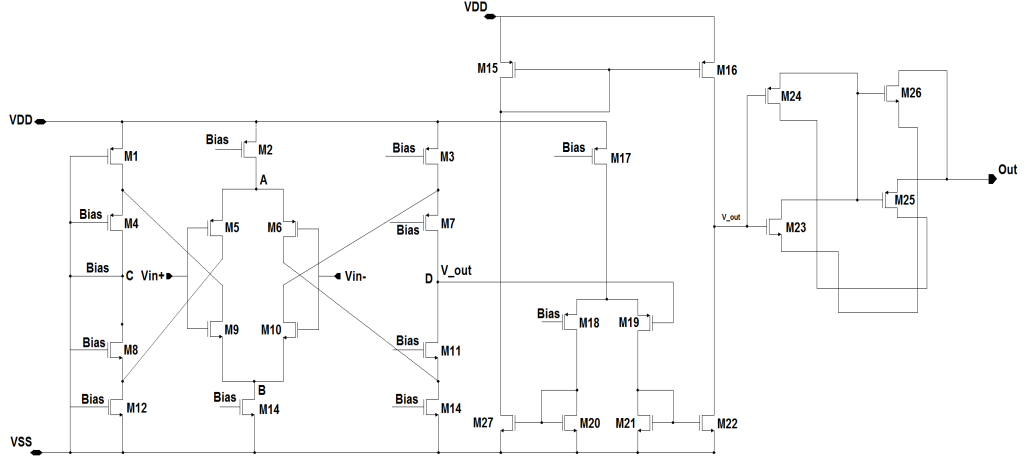 VDD
M15
M16
M24
M26
VDD
Bias
M2
Bias
M3
Bias
M17
M1
A
Out
Bias
M4
M5
M6
M7
Bias
V_out
M23
M25
Bias
C
Vin+
Vin-
V_out
D
Bias
M18
M19
M9
M10
Bias
M8
Bias
M11
B
Bias
M12
Bias
M14
Bias
M14
M27
M20
M21
M22
VSS